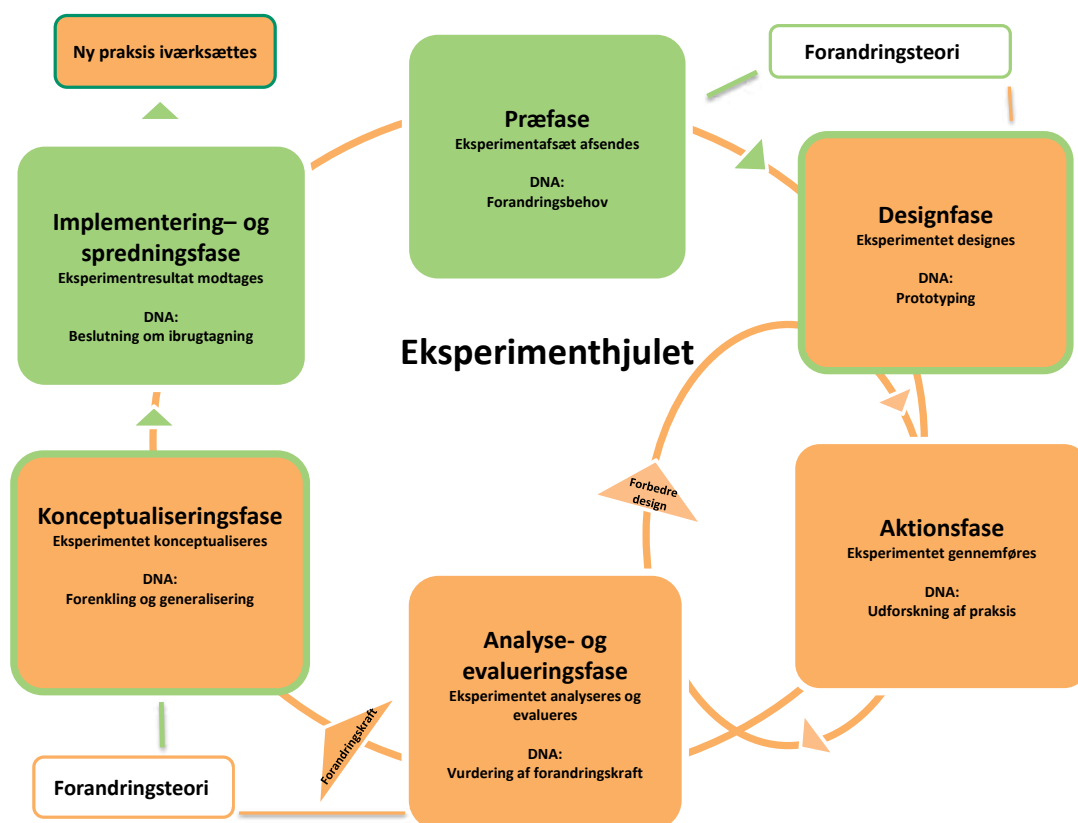 Ny praksis iværksættes
Forandringsteori
Præfase
Eksperimentafsæt afsendes
DNA:
Forandringsbehov
Designfase
Eksperimentet designes
DNA:
Prototyping
Implementering– og
spredningsfase
Eksperimentresultat modtages
DNA:
Beslutning om ibrugtagning
Eksperimenthjulet
Forbedre
design
Konceptualiseringsfase
Eksperimentet konceptualiseres
DNA:
Forenkling og generalisering
Aktionsfase
Eksperimentet gennemføres
DNA:
Udforskning af praksis
Analyse- og
evalueringsfase
Eksperimentet analyseres og
evalueres
DNA:
Vurdering af forandringskraft
Forandringskraft
Forandringsteori